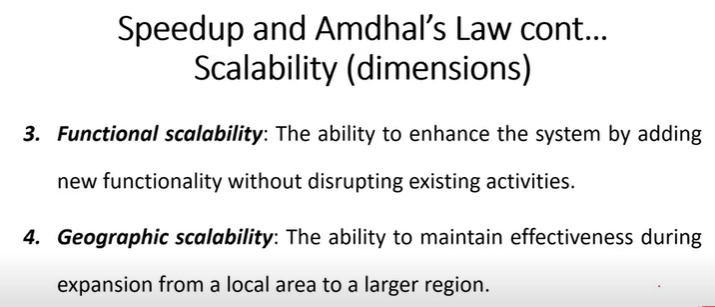 Speedup and Amdhal's Law cont...
Scalability (dimensions)
3. Functional scalability: The ability to enhance the system by adding
new functionality without disrupting existing activities.
4. Geographic scalability: The ability to maintain effectiveness during
expansion from a local area to a larger region.